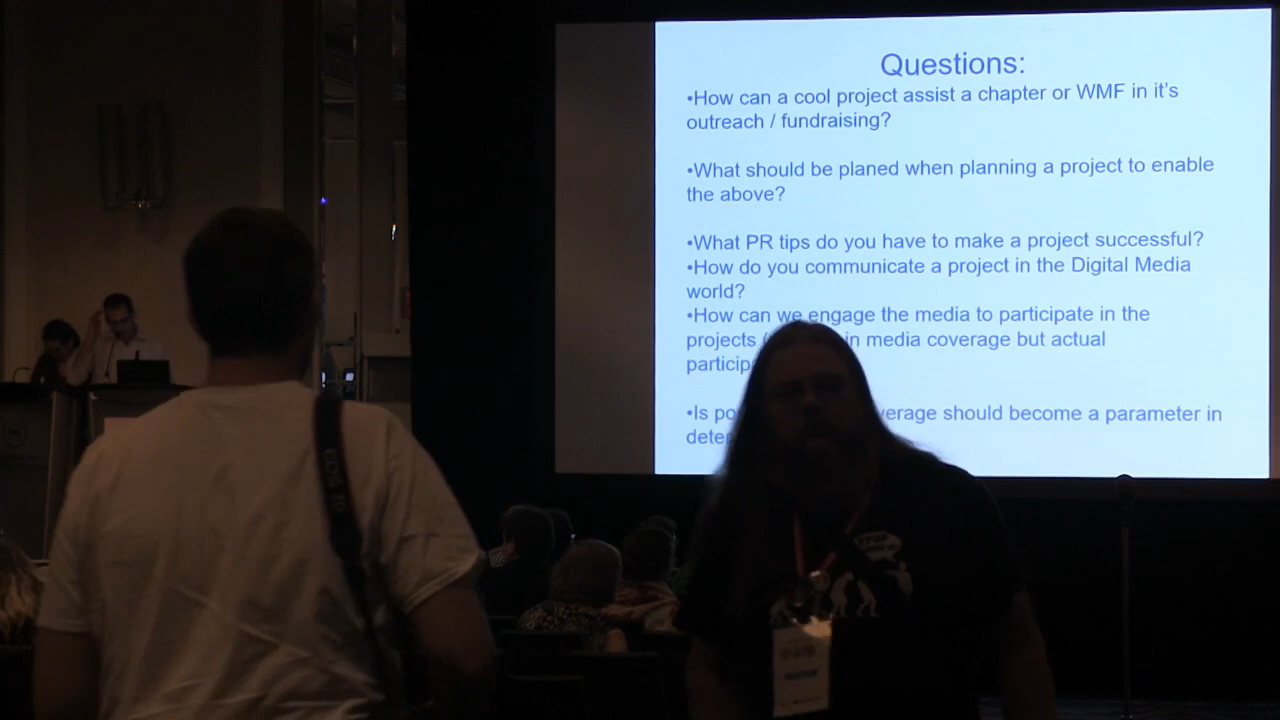 Questions:
•How can a cool project assist a chapter or WMF in it's
outreach / fundraising?
•What should be planed when planning a project to enable
the above?
•What PR tips do you have to make a project successful?
•How do you communicate a project in the Digital Media
world?
•How can we engage the media to participate in the
projects in media coverage but actual
•Is should become a parameter in
STOP